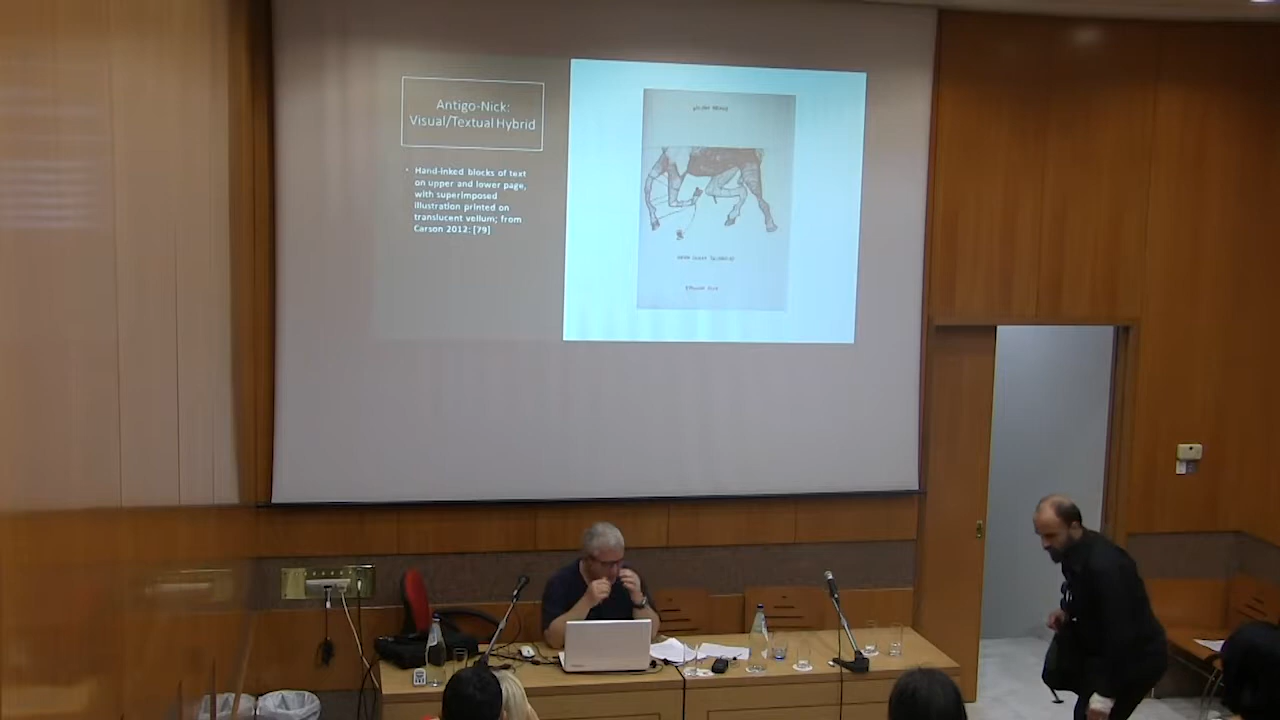 Antigo-Nick:
Visual/Textual Hybrid
• Hand-inked blocks of text
on upper and lower page,
with superimposed
illustration printed on
translucent vellum; from
Carson 2012: [79]